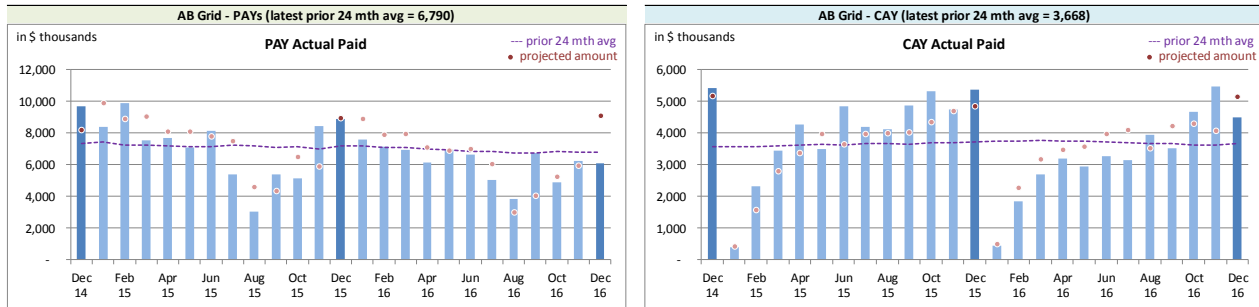 AB Grid - PAYs (latest prior 24 mth avg = 6,790)
in $ thousands
PAY Actual Paid
--- prior 24 mth avg
• projected amount
12,000
10,000
8,000
6,000
4,000
2,000
-
Dec Feb Apr Jun Aug Oct Dec Feb Apr Jun Aug Oct Dec
14 15 15 15 15 15 15 16 16 16 16 16 16
AB Grid - CAY (latest prior 24 mth avg = 3,668)
in $ thousands
CAY Actual Paid
--- prior 24 mth avg
• projected amount
6,000
5,000
4,000
3,000
2,000
1,000
-
Dec Feb Apr Jun Aug Oct Dec Feb Apr Jun Aug Oct Dec
14 15 15 15 15 15 15 16 16 16 16 16 16